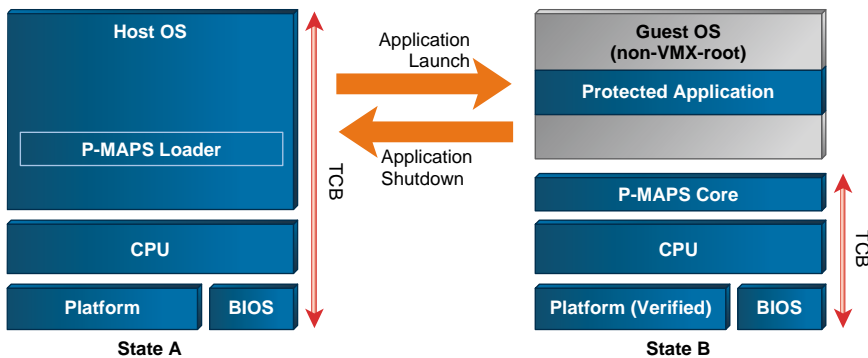 Host OS
P-MAPS Loader
CPU
Platform
BIOS
State A
TCB
Application
Launch
Application
Shutdown
Guest OS
(non-VMX-root)
Protected Application
P-MAPS Core
CPU
Platform (Verified)
BIOS
State B
TCB